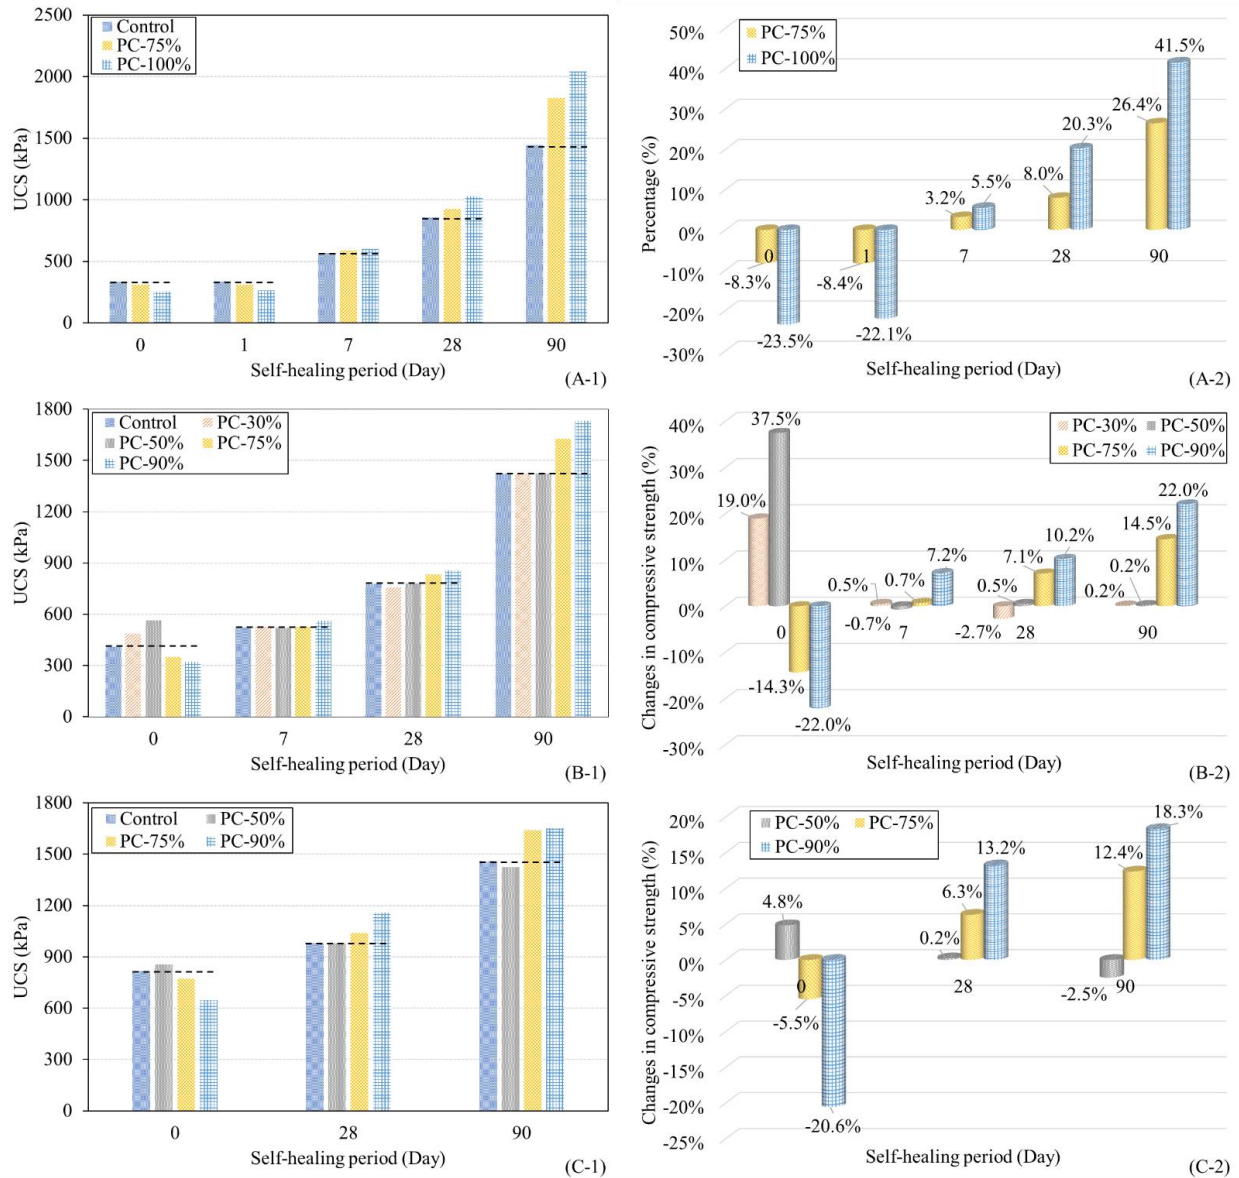 2500
2000
1500
1000
500
0
UCS (kPa)
Control
PC-75%
PC-100%
0 1 7 28 90
Self-healing period (Day)
(A-1)
50%
40%
30%
20%
10%
0%
-10%
-20%
-30%
Percentage (%)
PC-75%
PC-100%
41.5%
26.4%
20.3%
8.0%
3.2% 5.5%
0 1 7 28 90
-8.3% -8.4%
-23.5% -22.1%
Self-healing period (Day)
(A-2)
1800
1500
1200
900
600
300
0
UCS (kPa)
Control PC-30%
PC-50% PC-75%
PC-90%
0 7 28 90
Self-healing period (Day)
(B-1)
40%
30%
20%
10%
0%
-10%
-20%
-30%
Changes in compressive strength (%)
PC-30% PC-50%
PC-75% PC-90%
37.5%
19.0%
22.0%
14.5%
7.2% 7.1% 10.2%
0.5% 0.7% 0.5% 0.2% 0.2%
-0.7% -2.7%
0 7 28 90
-14.3%
-22.0%
Self-healing period (Day)
(B-2)
1800
1500
1200
900
600
300
0
UCS (kPa)
Control PC-50%
PC-75% PC-90%
0 28 90
Self-healing period (Day)
(C-1)
20%
15%
10%
5%
0%
-5%
-10%
-15%
-20%
-25%
Changes in compressive strength (%)
PC-50% PC-75%
PC-90%
18.3%
13.2% 12.4%
4.8% 6.3%
0.2%
0 28 90
-5.5% -2.5%
-20.6%
Self-healing period (Day)
(C-2)